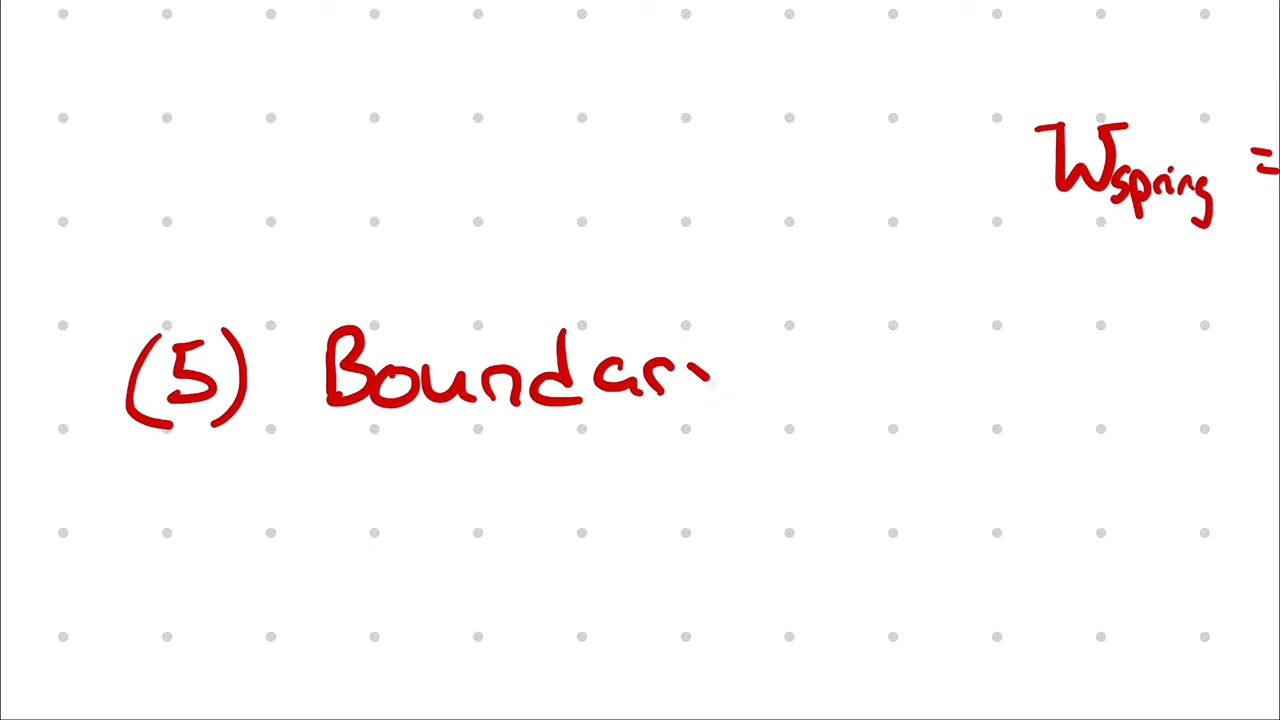 Wspring =
(5) Boundar